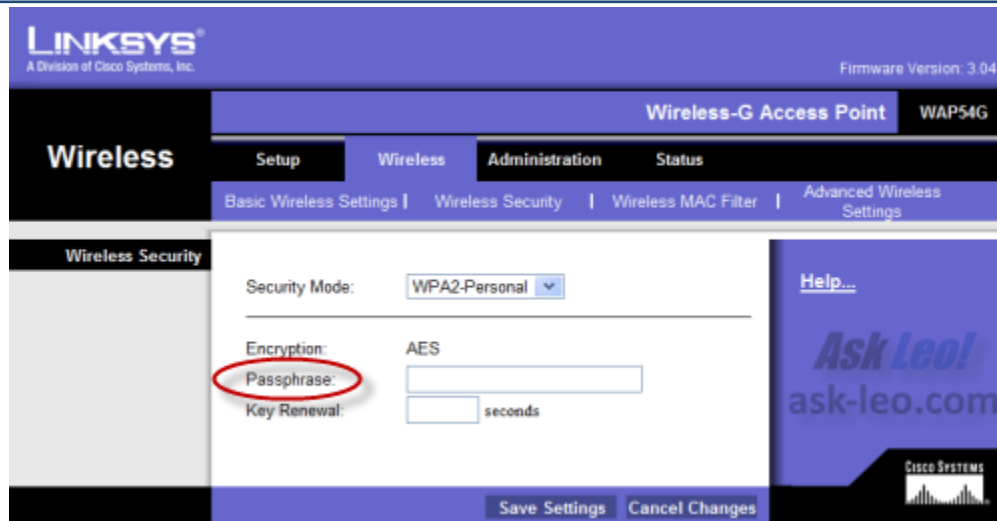 LINKSYS®
A Division of Cisco Systems, Inc.
Firmware Version: 3.04
Wireless-G Access Point WAP54G
Wireless
Setup Wireless Administration Status
Basic Wireless Settings | Wireless Security | Wireless MAC Filter | Advanced Wireless
Settings
Wireless Security
Security Mode: WPA2-Personal
Help...
Encryption: AES
Passphrase:
Key Renewal: seconds
Ask Leo!
ask-leo.com
CISCO SYSTEMS
Save Settings Cancel Changes